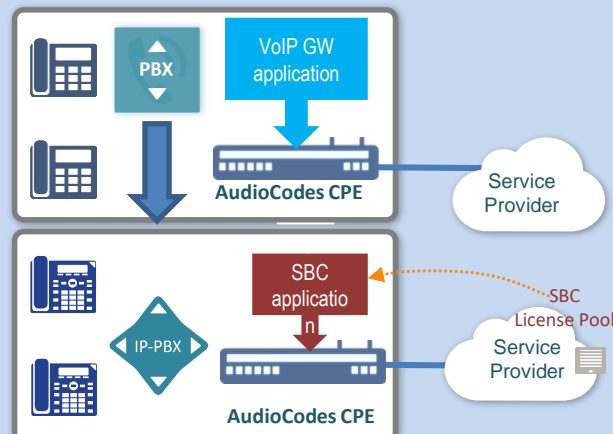 PBX
VoIP GW
application
AudioCodes CPE
Service
Provider
SBC
applicatio
n
SBC
License Pool
IP-PBX
Service
Provider
AudioCodes CPE